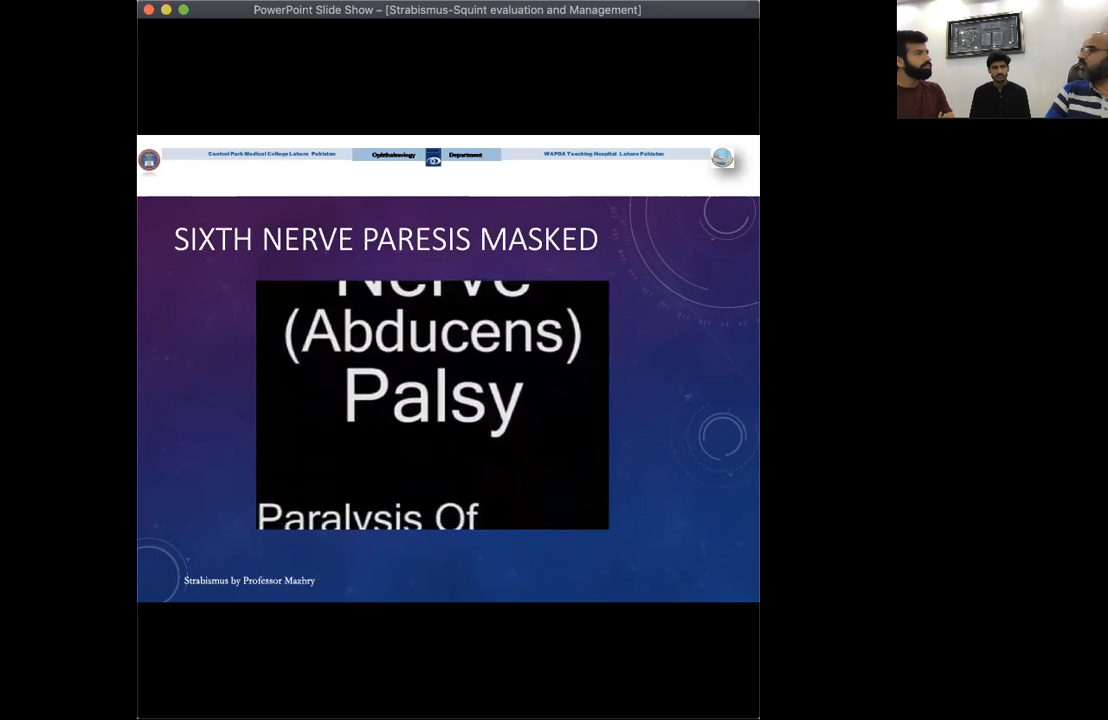 PowerPoint Slide Show – [Strabismus-Squint evaluation and Management]
Central Park Medical College Lahore Pakistan
Ophthalmology Department
WAPDA Teaching Hospital Lahore Pakistan
SIXTH NERVE PARESIS MASKED
Nerve
(Abducens)
Palsy
Paralysis Of
Strabismus by Professor Mazhry